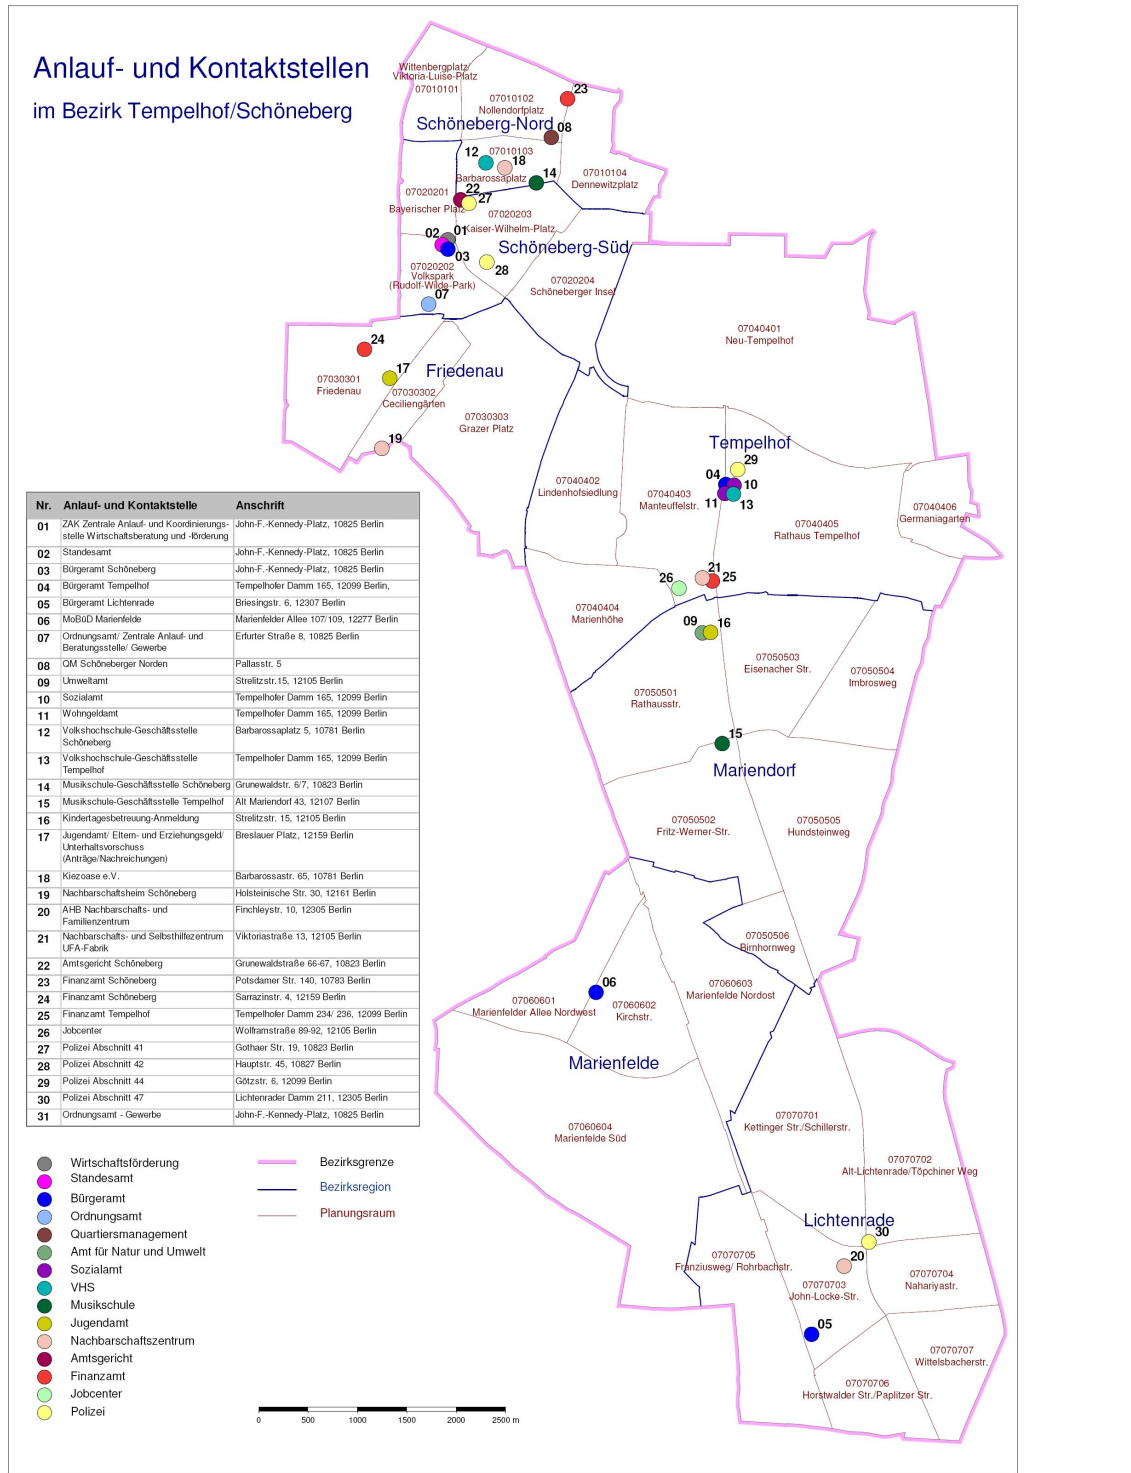 Anlauf- und Kontaktstellen
im Bezirk Tempelhof/Schöneberg
Wittenbergplatz/
Viktoria-Luise-Platz
07010101
07010102
Nollendorfplatz
23
Schöneberg-Nord
08
12
07010103
18
Barbarossaplatz
14
07010104
Dennewitzplatz
07020201
Bayerischer Platz
22
27
07020203
Kaiser-Wilhelm-Platz
02
01
03
Schöneberg-Süd
28
07020202
Volkspark
(Rudolf-Wilde-Park)
07
07020204
Schöneberger Insel
07040401
Neu-Tempelhof
24
17
Friedenau
07030301
Friedenau
07030302
Ceciliengärten
07030303
Grazer Platz
19
Tempelhof
29
04
10
11
13
07040402
Lindenhofsiedlung
07040403
Manteuffelstr.
07040405
Rathaus Tempelhof
07040406
Germaniagarten
26
21
25
07040404
Marienhöhe
09
16
07050503
Eisenacher Str.
07050504
Imbrosweg
07050501
Rathausstr.
15
Mariendorf
07050502
Fritz-Werner-Str.
07050505
Hundsteinweg
07050506
Birnhornweg
06
07060601
Marienfelder Allee Nordwest
07060602
Kirchstr.
07060603
Marienfelde Nordost
Marienfelde
07060604
Marienfelde Süd
07070701
Kettinger Str./Schillerstr.
07070702
Alt-Lichtenrade/Töpchiner Weg
Lichtenrade
30
20
07070705
Franziusweg/ Rohrbachstr.
07070703
John-Locke-Str.
07070704
Nahariyastr.
05
07070707
Wittelsbacherstr.
07070706
Horstwalder Str./Paplitzer Str.
Nr. Anlauf- und Kontaktstelle Anschrift
01 ZAK Zentrale Anlauf- und Koordinierungs- John-F.-Kennedy-Platz, 10825 Berlin
stelle Wirtschaftsberatung und -förderung
02 Standesamt John-F.-Kennedy-Platz, 10825 Berlin
03 Bürgeramt Schöneberg John-F.-Kennedy-Platz, 10825 Berlin
04 Bürgeramt Tempelhof Tempelhofer Damm 165, 12099 Berlin,
05 Bürgeramt Lichtenrade Briesingstr. 6, 12307 Berlin
06 MoBüD Marienfelde Marienfelder Allee 107/109, 12277 Berlin
07 Ordnungsamt/ Zentrale Anlauf- und Erfurter Straße 8, 10825 Berlin
Beratungsstelle/ Gewerbe
08 QM Schöneberger Norden Pallasstr. 5
09 Umweltamt Strelitzstr.15, 12105 Berlin
10 Sozialamt Tempelhofer Damm 165, 12099 Berlin
11 Wohngeldamt Tempelhofer Damm 165, 12099 Berlin
12 Volkshochschule-Geschäftsstelle Barbarossaplatz 5, 10781 Berlin
Schöneberg
13 Volkshochschule-Geschäftsstelle Tempelhofer Damm 165, 12099 Berlin
Tempelhof
14 Musikschule-Geschäftsstelle Schöneberg Grunewaldstr. 6/7, 10823 Berlin
15 Musikschule-Geschäftsstelle Tempelhof Alt Mariendorf 43, 12107 Berlin
16 Kindertagesbetreuung-Anmeldung Strelitzstr. 15, 12105 Berlin
17 Jugendamt/ Eltern- und Erziehungsgeld/ Breslauer Platz, 12159 Berlin
Unterhaltsvorschuss
(Anträge/Nachreichungen)
18 Kiezoase e.V. Barbarossastr. 65, 10781 Berlin
19 Nachbarschaftsheim Schöneberg Holsteinische Str. 30, 12161 Berlin
20 AHB Nachbarschafts- und Finchleystr. 10, 12305 Berlin
Familienzentrum
21 Nachbarschafts- und Selbsthilfezentrum Viktoriastraße 13, 12105 Berlin
UFA-Fabrik
22 Amtsgericht Schöneberg Grunewaldstraße 66-67, 10823 Berlin
23 Finanzamt Schöneberg Potsdamer Str. 140, 10783 Berlin
24 Finanzamt Schöneberg Sarrazinstr. 4, 12159 Berlin
25 Finanzamt Tempelhof Tempelhofer Damm 234/ 236, 12099 Berlin
26 Jobcenter Wolframstraße 89-92, 12105 Berlin
27 Polizei Abschnitt 41 Gothaer Str. 19, 10823 Berlin
28 Polizei Abschnitt 42 Hauptstr. 45, 10827 Berlin
29 Polizei Abschnitt 44 Götzstr. 6, 12099 Berlin
30 Polizei Abschnitt 47 Lichtenrader Damm 211, 12305 Berlin
31 Ordnungsamt - Gewerbe John-F.-Kennedy-Platz, 10825 Berlin
Wirtschaftsförderung
Standesamt
Bürgeramt
Ordnungsamt
Quartiersmanagement
Amt für Natur und Umwelt
Sozialamt
VHS
Musikschule
Jugendamt
Nachbarschaftszentrum
Amtsgericht
Finanzamt
Jobcenter
Polizei
Bezirksgrenze
Bezirksregion
Planungsraum
0 500 1000 1500 2000 2500 m